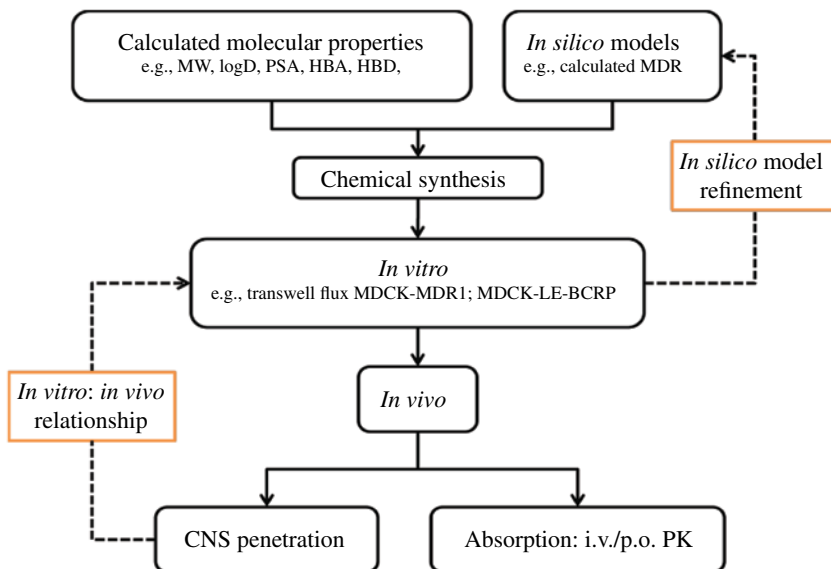 Calculated molecular properties
e.g., MW, logD, PSA, HBA, HBD,
In silico models
e.g., calculated MDR
In silico model
refinement
Chemical synthesis
In vitro
e.g., transwell flux MDCK-MDR1; MDCK-LE-BCRP
In vivo
In vitro: in vivo
relationship
CNS penetration
Absorption: i.v./p.o. PK